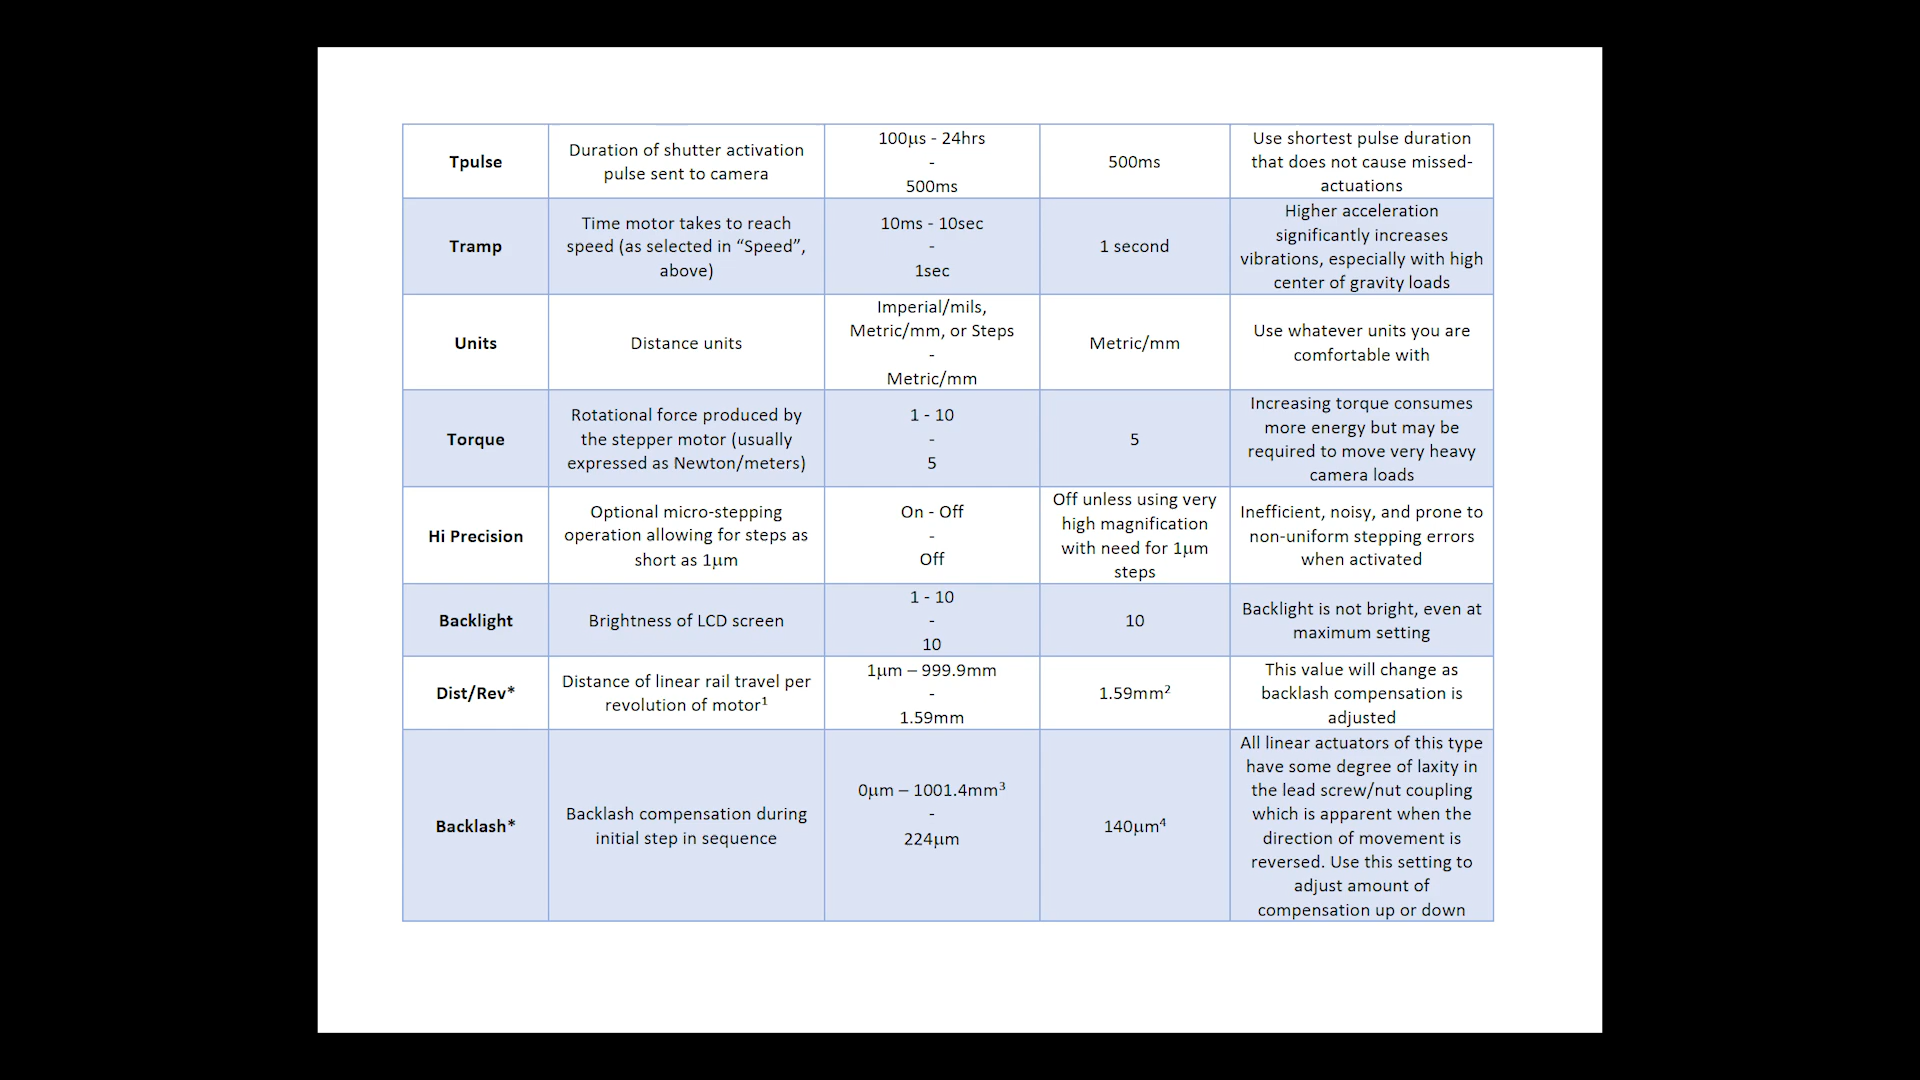 Tpulse
Duration of shutter activation
pulse sent to camera
100μs - 24hrs
-
500ms
500ms
Use shortest pulse duration
that does not cause missed-
actuations
Tramp
Time motor takes to reach
speed (as selected in “Speed”,
above)
10ms - 10sec
-
1sec
1 second
Higher acceleration
significantly increases
vibrations, especially with high
center of gravity loads
Units
Distance units
Imperial/mils,
Metric/mm, or Steps
-
Metric/mm
Metric/mm
Use whatever units you are
comfortable with
Torque
Rotational force produced by
the stepper motor (usually
expressed as Newton/meters)
1 - 10
-
5
5
Increasing torque consumes
more energy but may be
required to move very heavy
camera loads
Hi Precision
Optional micro-stepping
operation allowing for steps as
short as 1μm
On - Off
-
Off
Off unless using very
high magnification
with need for 1μm
steps
Inefficient, noisy, and prone to
non-uniform stepping errors
when activated
Backlight
Brightness of LCD screen
1 - 10
-
10
10
Backlight is not bright, even at
maximum setting
Dist/Rev*
Distance of linear rail travel per
revolution of motor¹
1μm – 999.9mm
-
1.59mm
1.59mm²
This value will change as
backlash compensation is
adjusted
Backlash*
Backlash compensation during
initial step in sequence
0μm – 1001.4mm³
-
224μm
140μm⁴
All linear actuators of this type
have some degree of laxity in
the lead screw/nut coupling
which is apparent when the
direction of movement is
reversed. Use this setting to
adjust amount of
compensation up or down